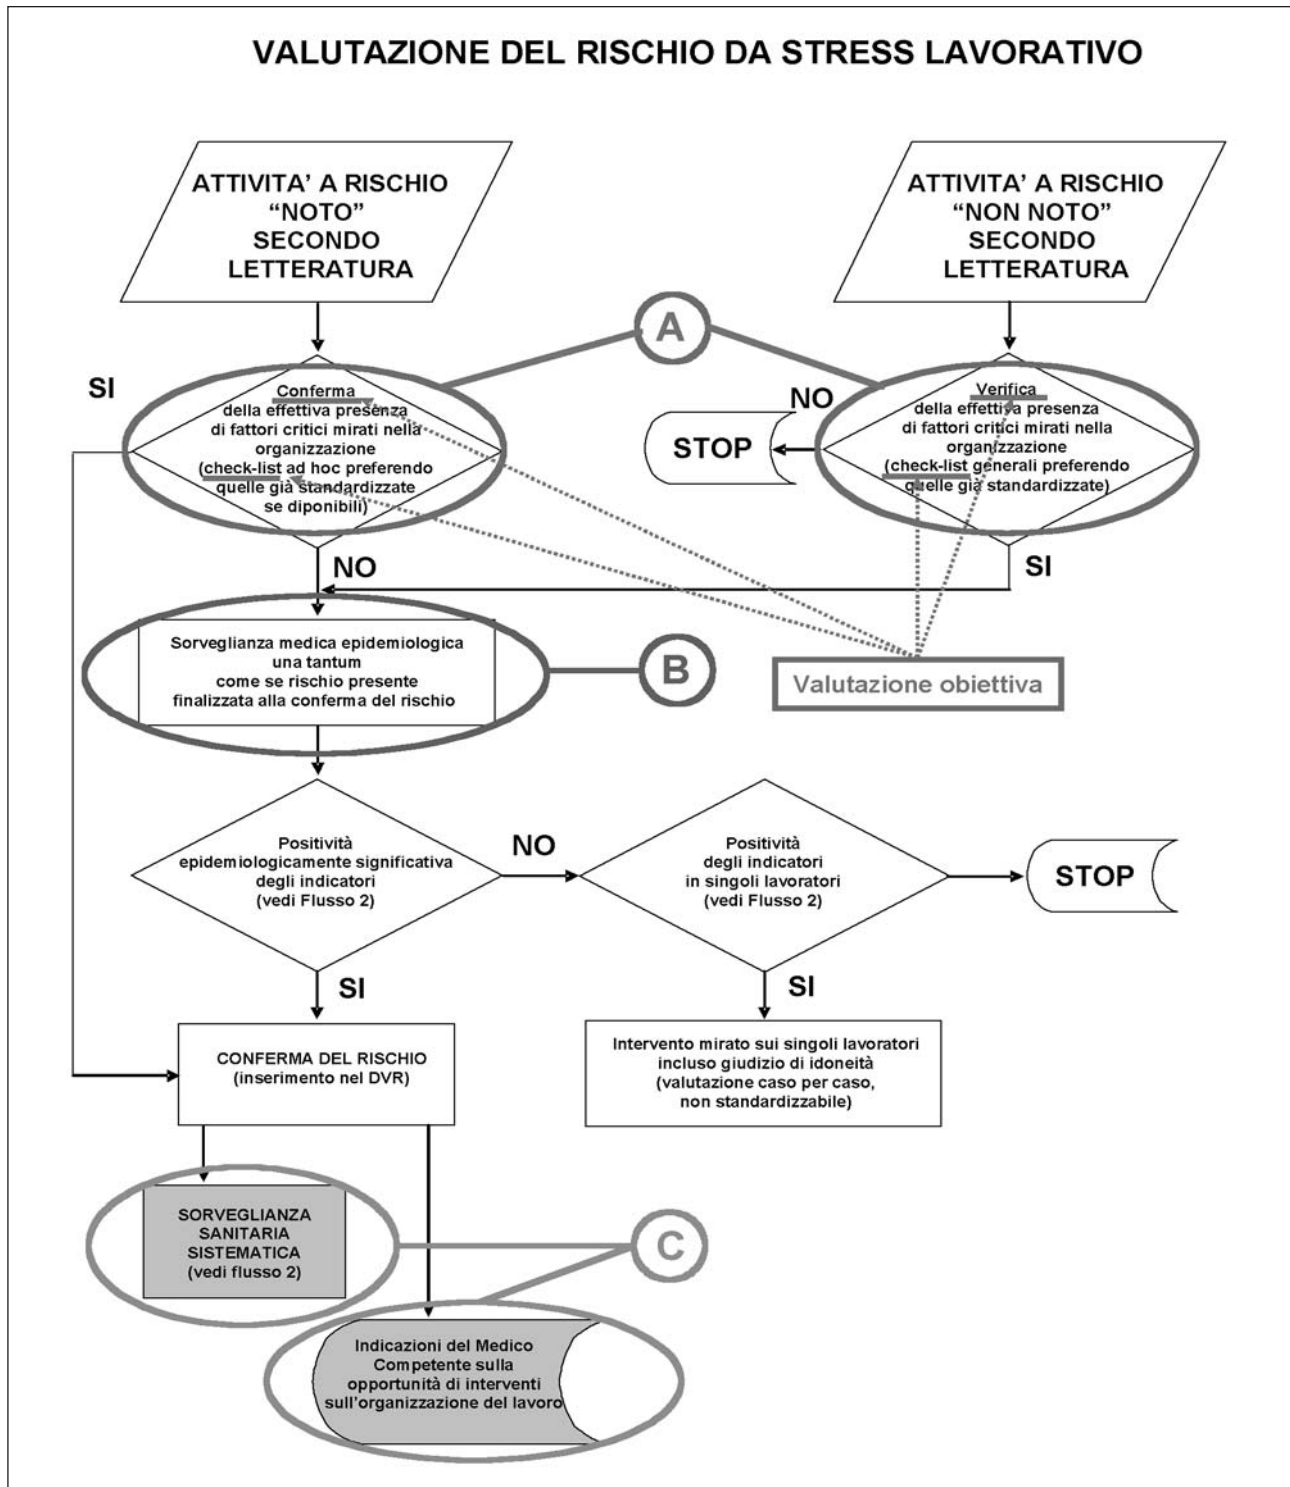 VALUTAZIONE DEL RISCHIO DA STRESS LAVORATIVO
ATTIVITA’ A RISCHIO
“NOTO”
SECONDO
LETTERATURA
ATTIVITA’ A RISCHIO
“NON NOTO”
SECONDO
LETTERATURA
A
SI
Conferma
della effettiva presenza
di fattori critici mirati nella
organizzazione
(check-list ad hoc preferendo
quelle già standardizzate
se diponibili)
NO
STOP
Verifica
della effettiva presenza
di fattori critici mirati nella
organizzazione
(check-list generali preferendo
quelle già standardizzate)
NO
SI
Sorveglianza medica epidemiologica
una tantum
come se rischio presente
finalizzata alla conferma del rischio
B
Valutazione obiettiva
Positività
epidemiologicamente significativa
degli indicatori
(vedi Flusso 2)
NO
Positività
degli indicatori
in singoli lavoratori
(vedi Flusso 2)
STOP
SI
SI
CONFERMA DEL RISCHIO
(inserimento nel DVR)
Intervento mirato sui singoli lavoratori
incluso giudizio di idoneità
(valutazione caso per caso,
non standardizzabile)
SORVEGLIANZA
SANITARIA
SISTEMATICA
(vedi flusso 2)
C
Indicazioni del Medico
Competente sulla
opportunità di interventi
sull’organizzazione del lavoro